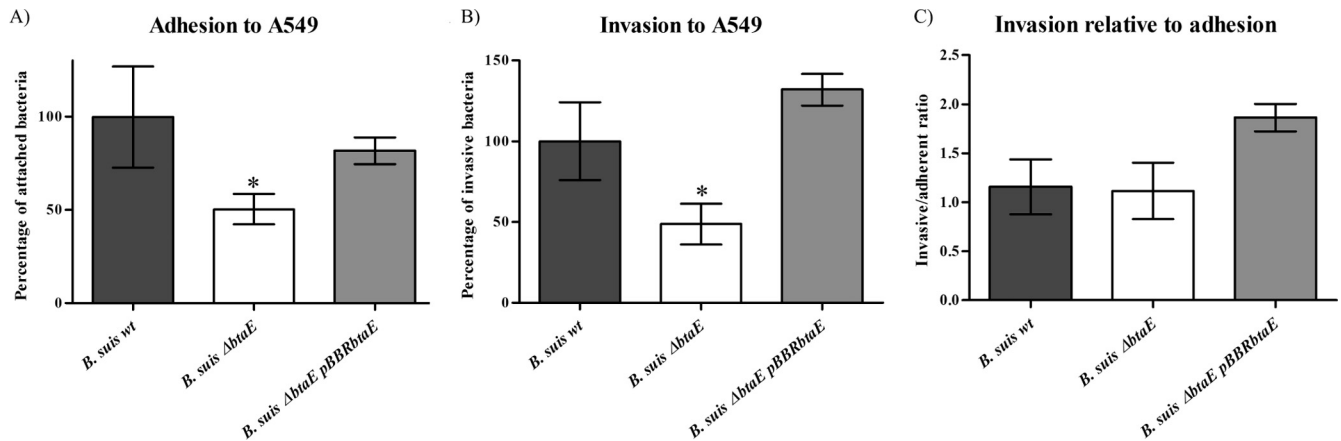 A)
Adhesion to A549
Percentage of attached bacteria
100
50
0
*
B. suis wt
B. suis ΔbtaE
B. suis ΔbtaE pBBRbtaE
B)
Invasion to A549
Percentage of invasive bacteria
150
100
50
0
*
B. suis wt
B. suis ΔbtaE
B. suis ΔbtaE pBBRbtaE
C)
Invasion relative to adhesion
Invasive/adherent ratio
2.5
2.0
1.5
1.0
0.5
0.0
B. suis wt
B. suis ΔbtaE
B. suis ΔbtaE pBBRbtaE